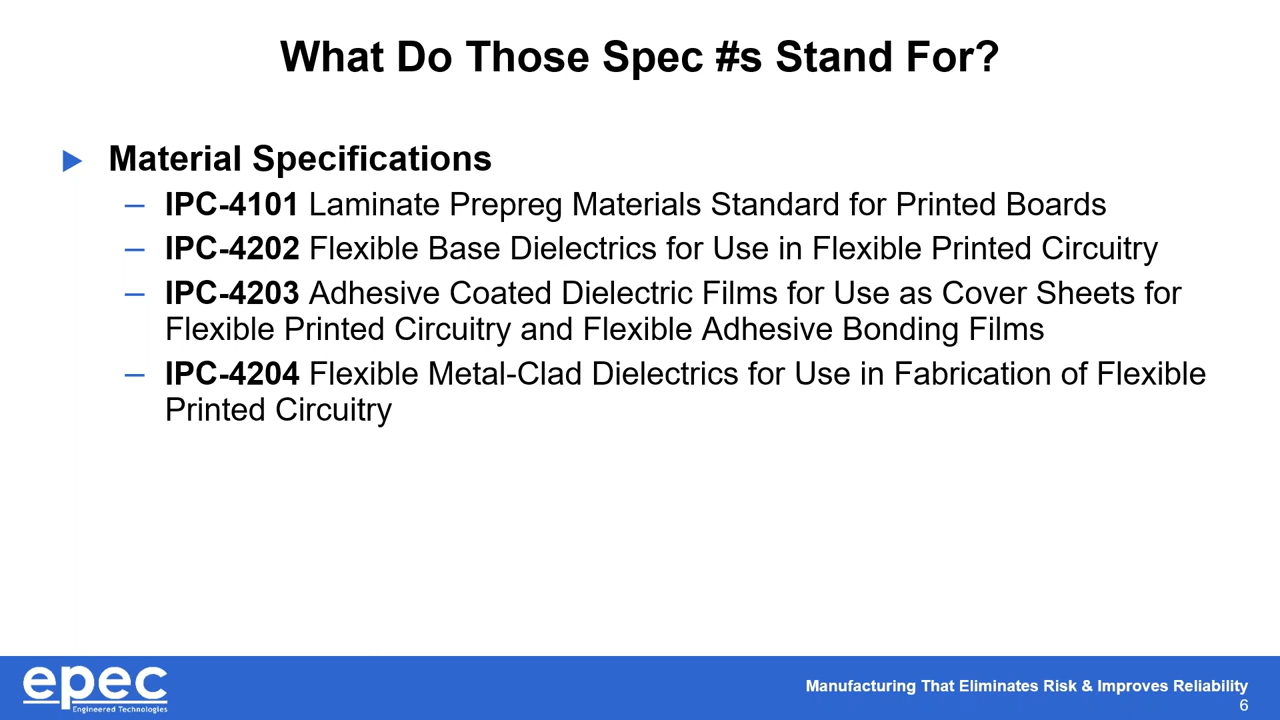 What Do Those Spec #s Stand For?
Material Specifications
– IPC-4101 Laminate Prepreg Materials Standard for Printed Boards
– IPC-4202 Flexible Base Dielectrics for Use in Flexible Printed Circuitry
– IPC-4203 Adhesive Coated Dielectric Films for Use as Cover Sheets for
Flexible Printed Circuitry and Flexible Adhesive Bonding Films
– IPC-4204 Flexible Metal-Clad Dielectrics for Use in Fabrication of Flexible
Printed Circuitry
epec
Engineered Technologies
Manufacturing That Eliminates Risk & Improves Reliability
6